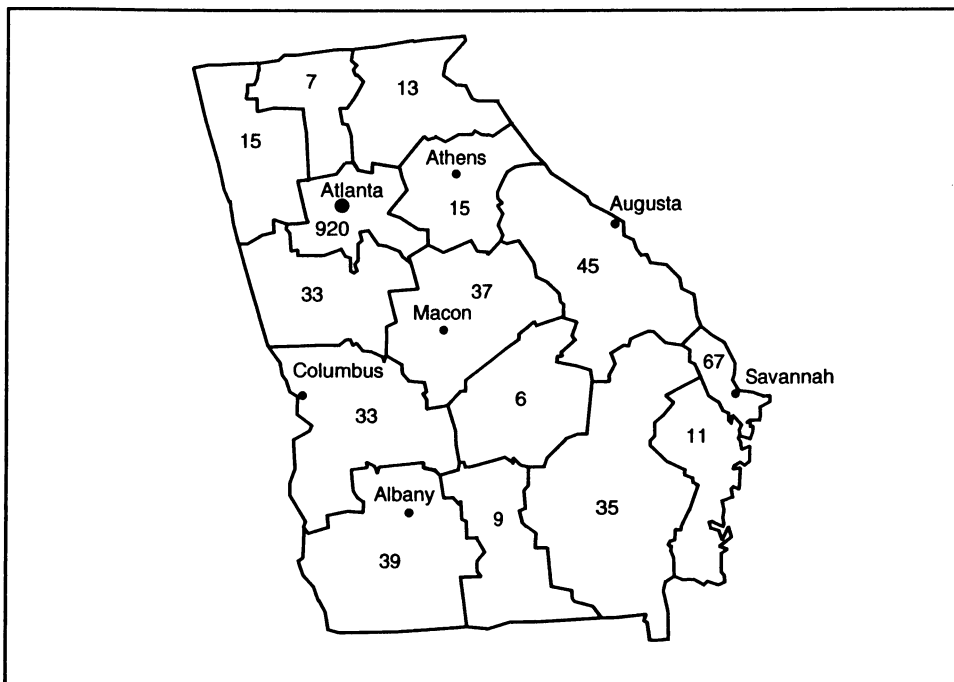 7
13
15
Athens
Atlanta
15
Augusta
920
45
33
37
Macon
67
Columbus
Savannah
6
33
11
Albany
9
35
39